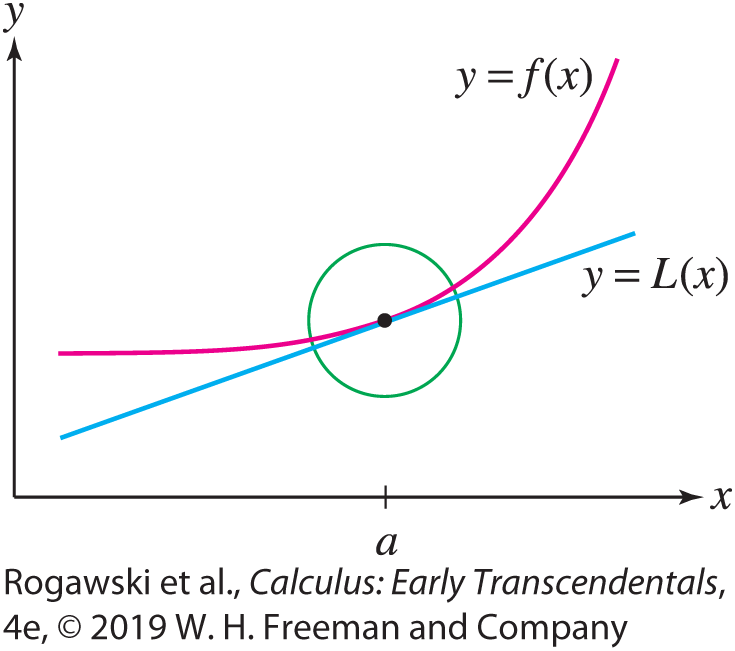 y
y = f(x)
y = L(x)
x
a
Rogawski et al., Calculus: Early Transcendentals,
4e, © 2019 W. H. Freeman and Company